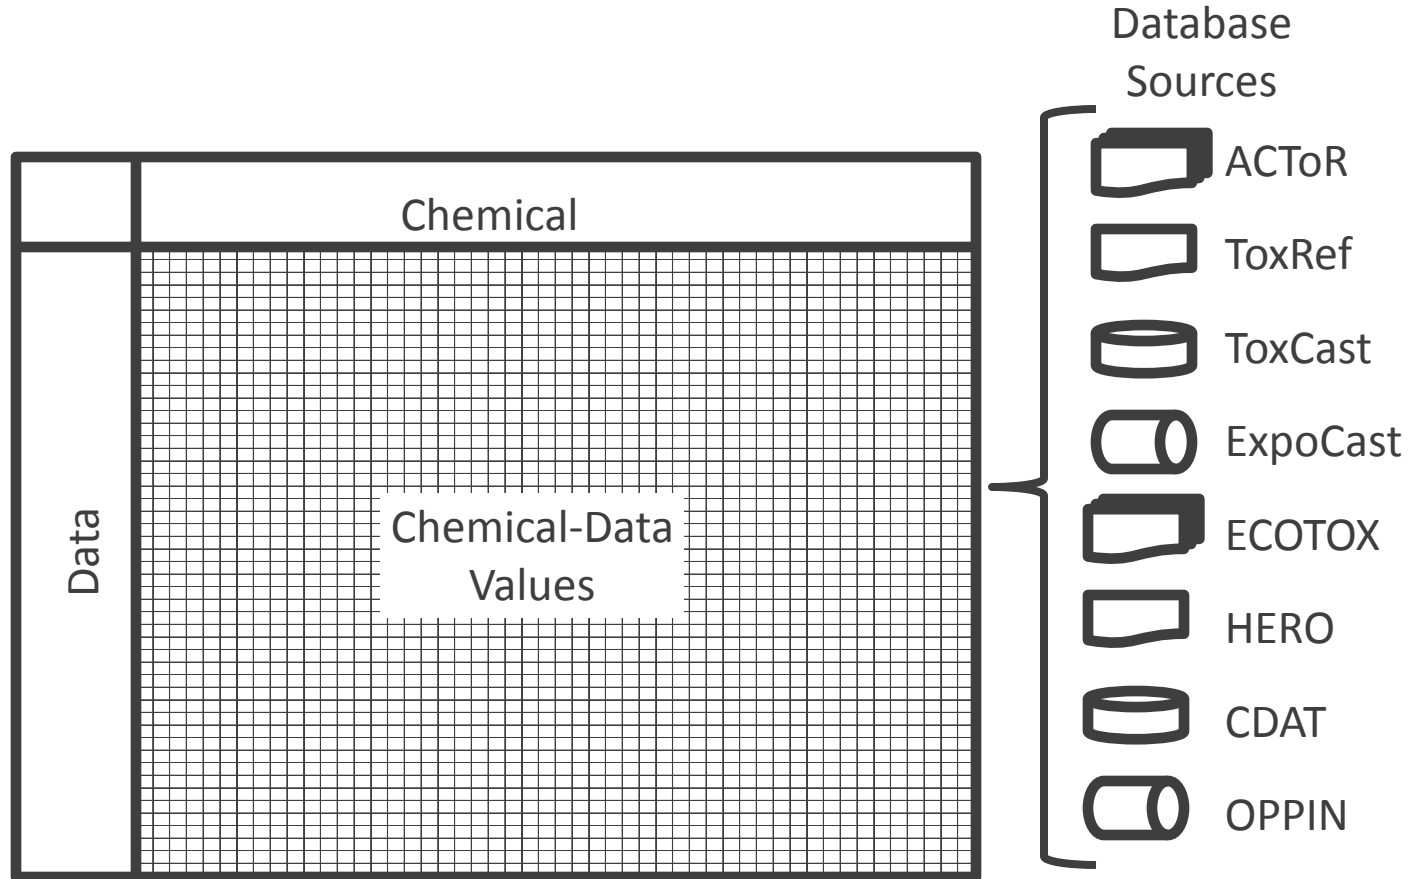 Database
Sources
Chemical
Data
Chemical-Data
Values
ACToR
ToxRef
ToxCast
ExpoCast
ECOTOX
HERO
CDAT
OPPIN